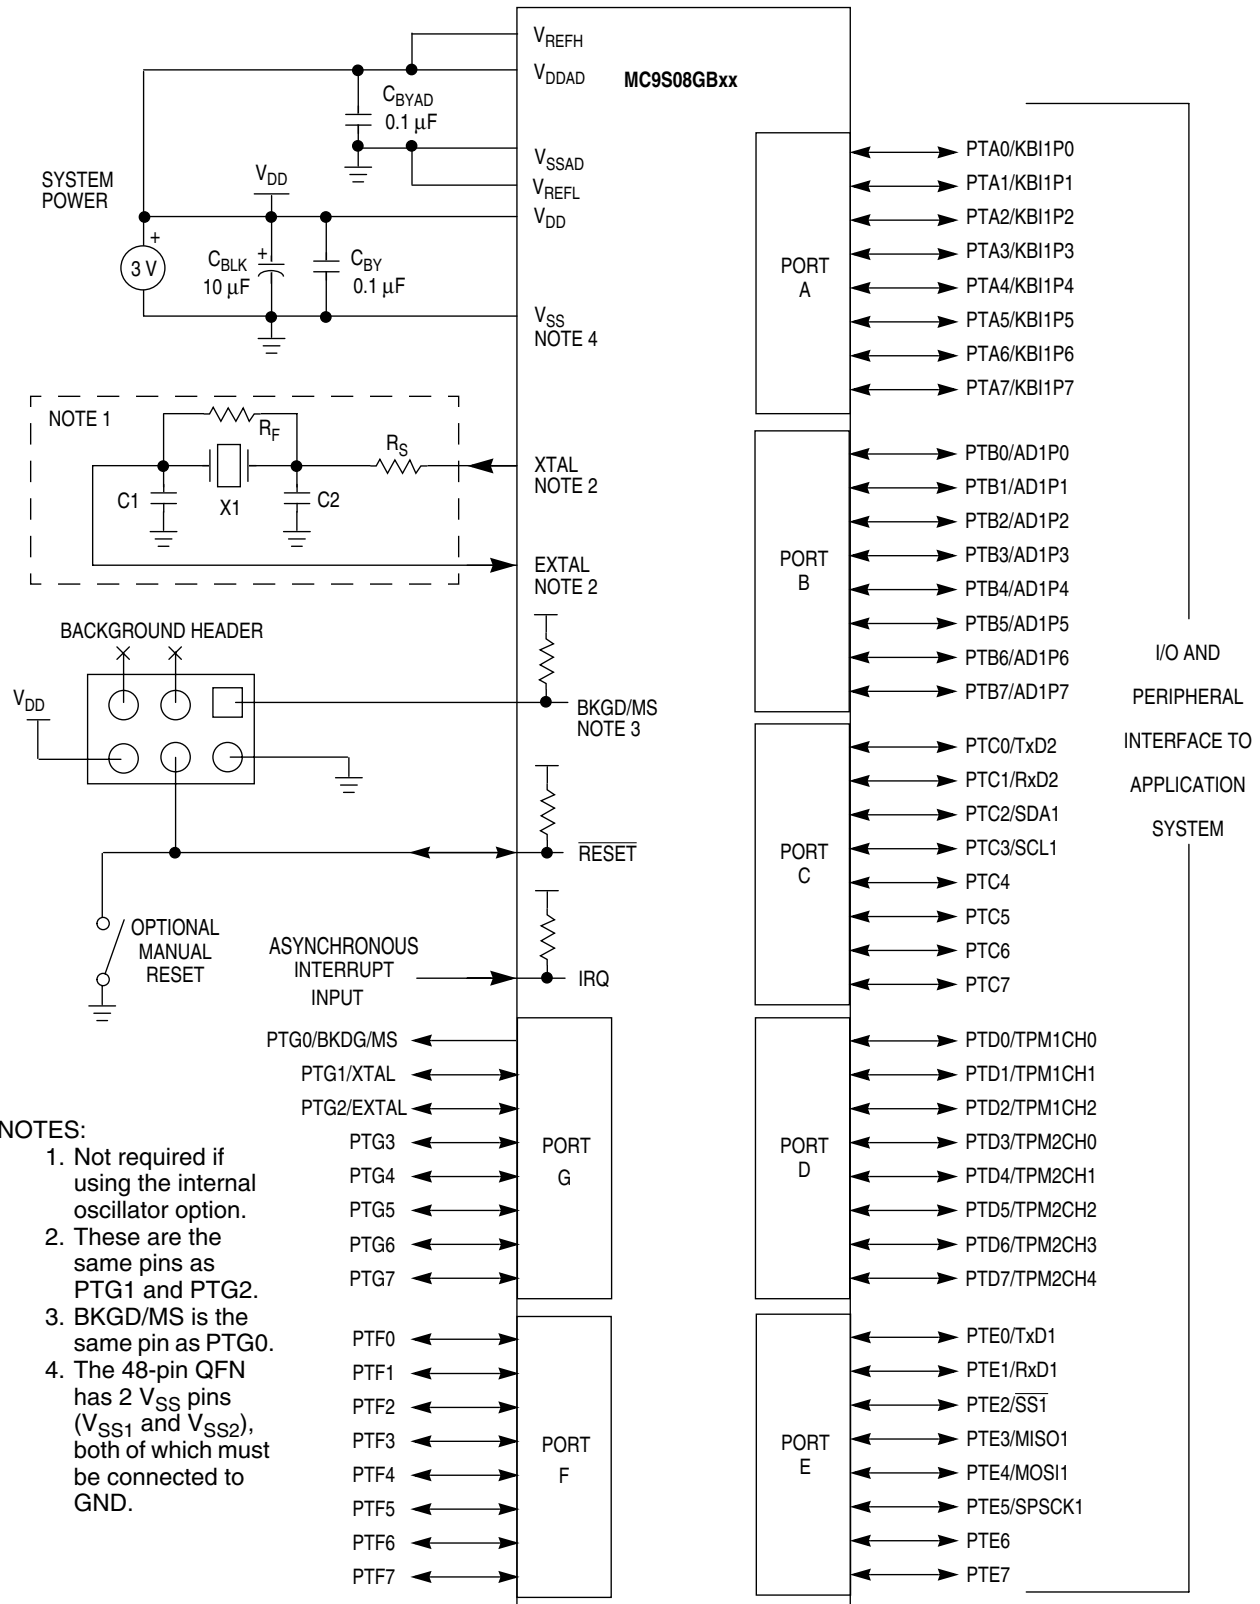 MC9S08GBxx
VREFH
VDDAD
CBYAD
0.1 µF
VSSAD
VREFL
VDD
SYSTEM
POWER
VDD
+
3 V
CBLK
+
10 µF
CBY
0.1 µF
VSS
NOTE 4
NOTE 1
RF
RS
C1
X1
C2
XTAL
NOTE 2
EXTAL
NOTE 2
BACKGROUND HEADER
VDD
BKGD/MS
NOTE 3
RESET
OPTIONAL
MANUAL
RESET
ASYNCHRONOUS
INTERRUPT
INPUT
IRQ
PTG0/BKDG/MS
PTG1/XTAL
PTG2/EXTAL
PTG3
PTG4
PTG5
PTG6
PTG7
PORT
G
PTF0
PTF1
PTF2
PTF3
PTF4
PTF5
PTF6
PTF7
PORT
F
NOTES:
1. Not required if
using the internal
oscillator option.
2. These are the
same pins as
PTG1 and PTG2.
3. BKGD/MS is the
same pin as PTG0.
4. The 48-pin QFN
has 2 VSS pins
(VSS1 and VSS2),
both of which must
be connected to
GND.
PORT
A
PTA0/KBI1P0
PTA1/KBI1P1
PTA2/KBI1P2
PTA3/KBI1P3
PTA4/KBI1P4
PTA5/KBI1P5
PTA6/KBI1P6
PTA7/KBI1P7
PORT
B
PTB0/AD1P0
PTB1/AD1P1
PTB2/AD1P2
PTB3/AD1P3
PTB4/AD1P4
PTB5/AD1P5
PTB6/AD1P6
PTB7/AD1P7
PORT
C
PTC0/TxD2
PTC1/RxD2
PTC2/SDA1
PTC3/SCL1
PTC4
PTC5
PTC6
PTC7
PORT
D
PTD0/TPM1CH0
PTD1/TPM1CH1
PTD2/TPM1CH2
PTD3/TPM2CH0
PTD4/TPM2CH1
PTD5/TPM2CH2
PTD6/TPM2CH3
PTD7/TPM2CH4
PORT
E
PTE0/TxD1
PTE1/RxD1
PTE2/SS1
PTE3/MISO1
PTE4/MOSI1
PTE5/SPSCK1
PTE6
PTE7
I/O AND
PERIPHERAL
INTERFACE TO
APPLICATION
SYSTEM